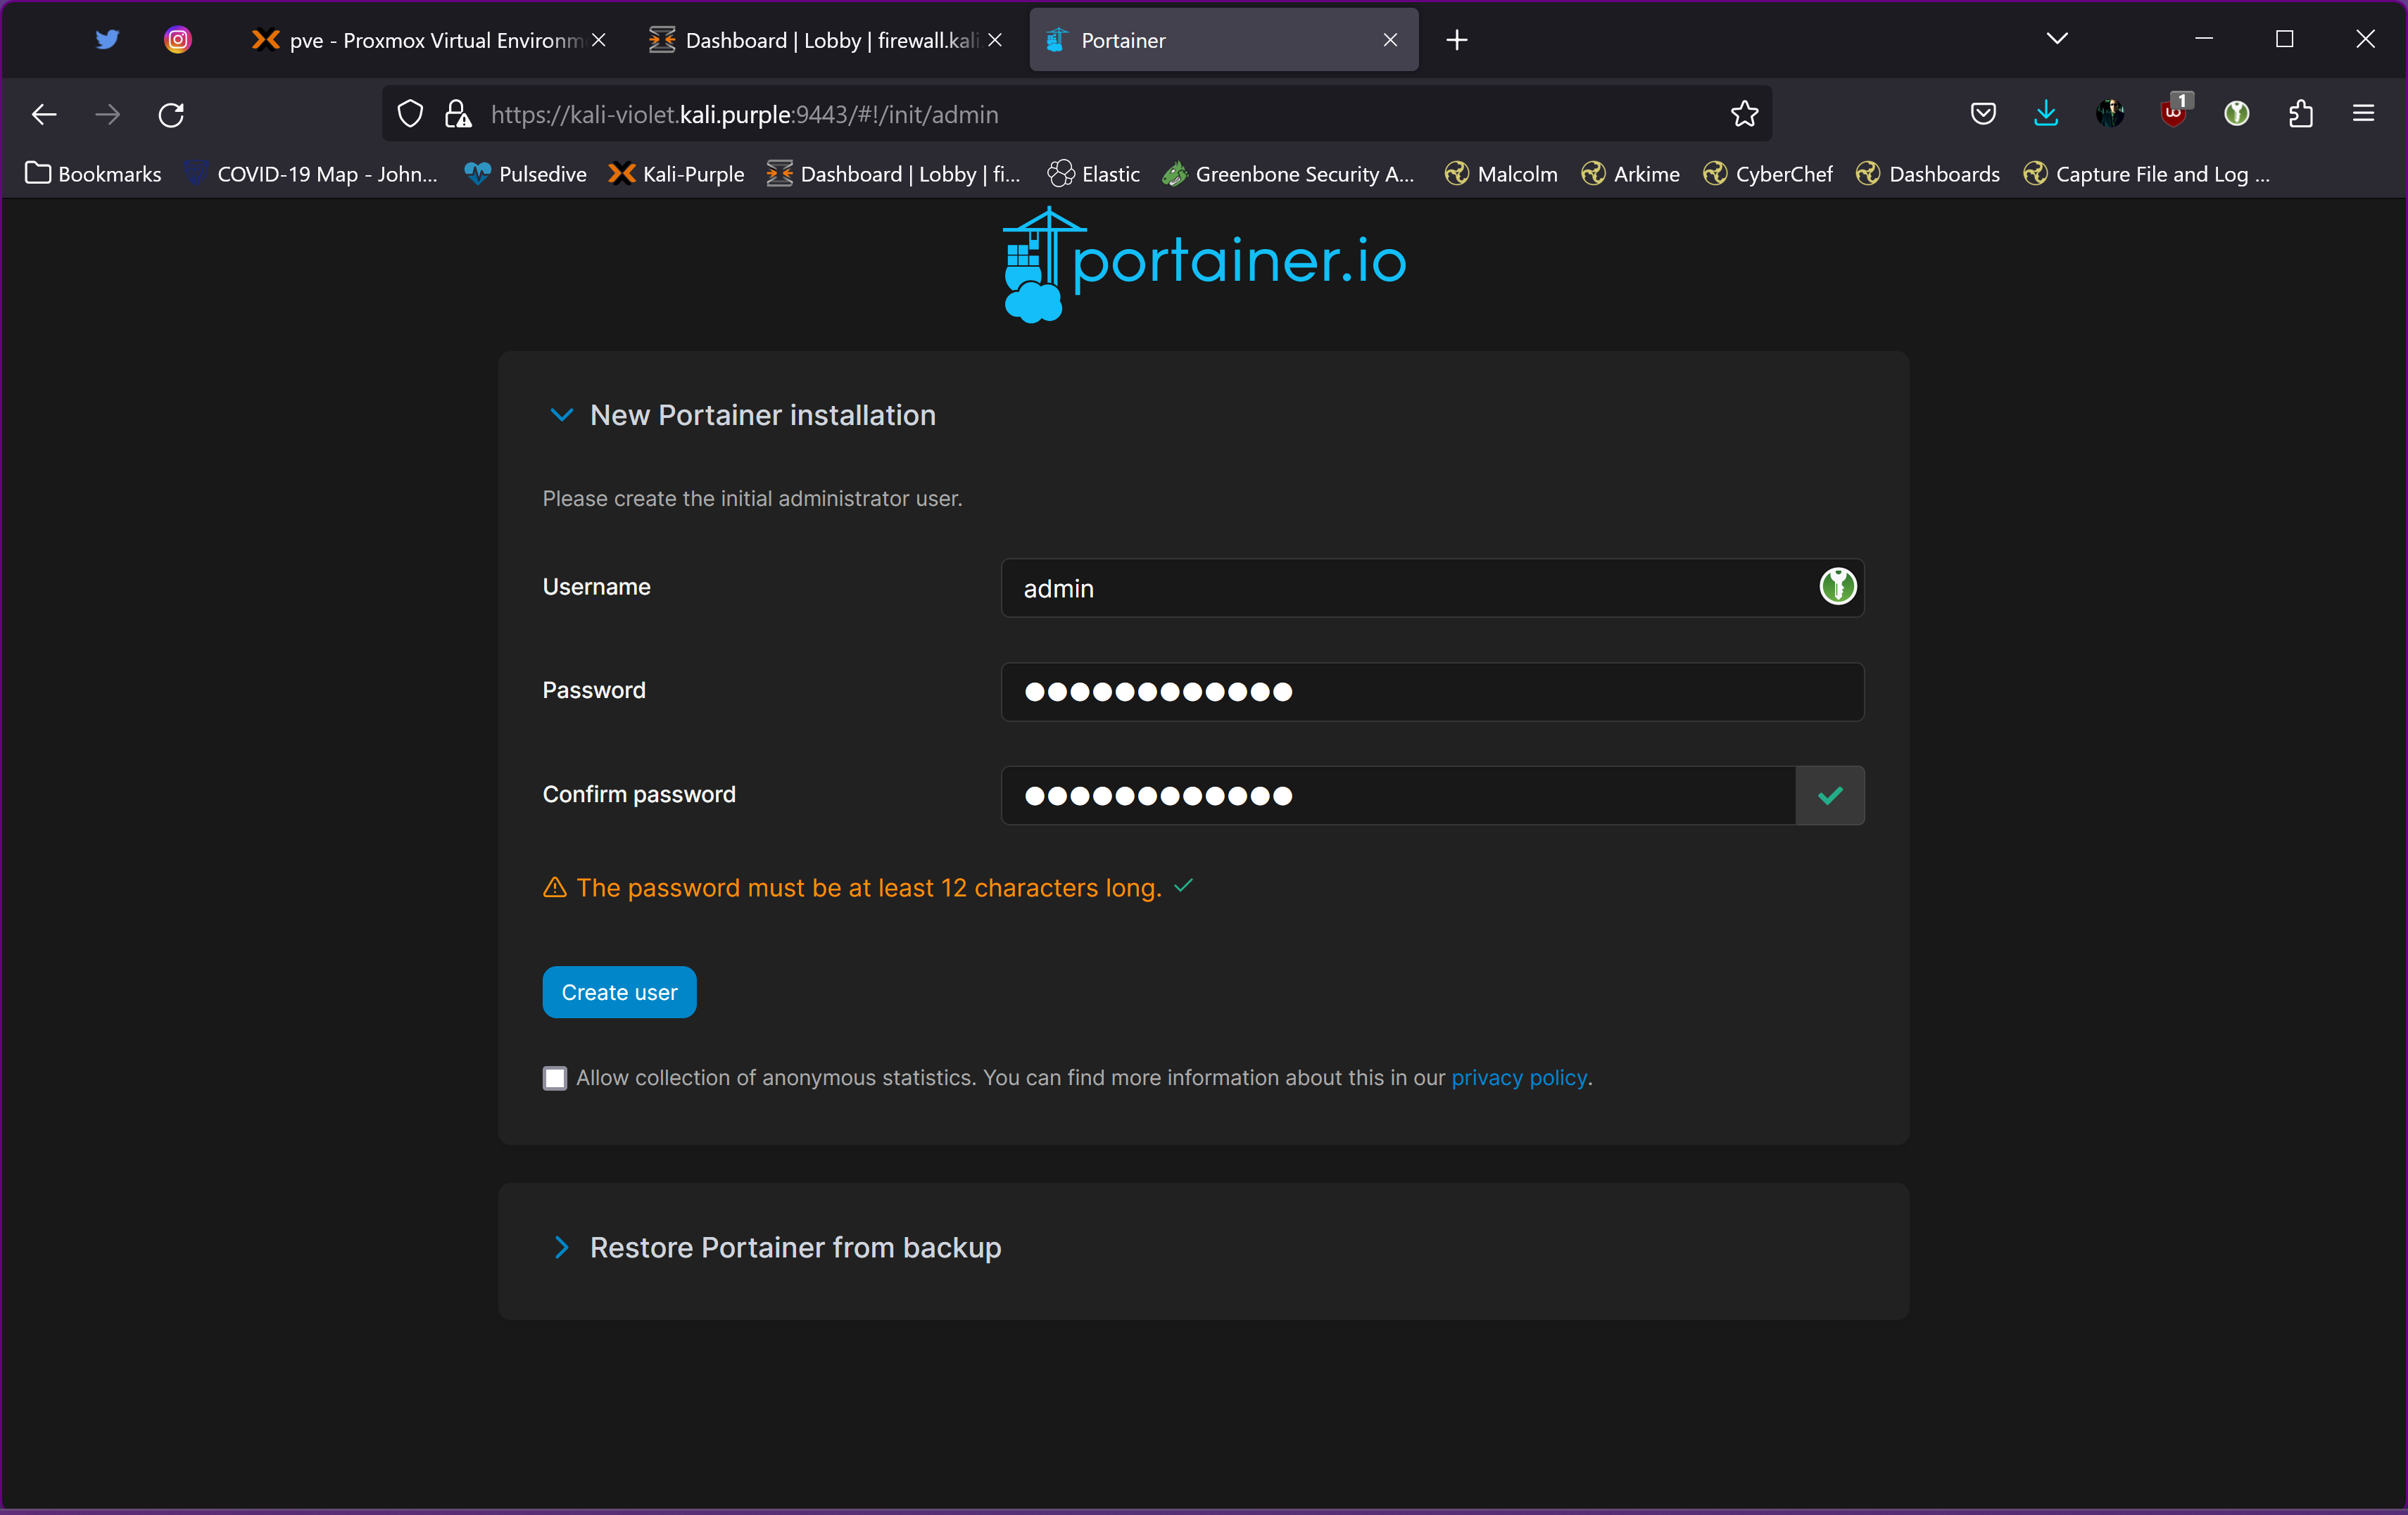 pve - Proxmox Virtual Environm
Dashboard | Lobby | firewall.kali
Portainer
https://kali-violet.kali.purple:9443/#!/init/admin
1
Bookmarks
COVID-19 Map - John...
Pulsedive
Kali-Purple
Dashboard | Lobby | fi...
Elastic
Greenbone Security A...
Malcolm
Arkime
CyberChef
Dashboards
Capture File and Log ...
portainer.io
New Portainer installation
Please create the initial administrator user.
Username
admin
Password
●●●●●●●●●●●●
Confirm password
●●●●●●●●●●●●
The password must be at least 12 characters long.
Create user
Allow collection of anonymous statistics. You can find more information about this in our privacy policy.
Restore Portainer from backup